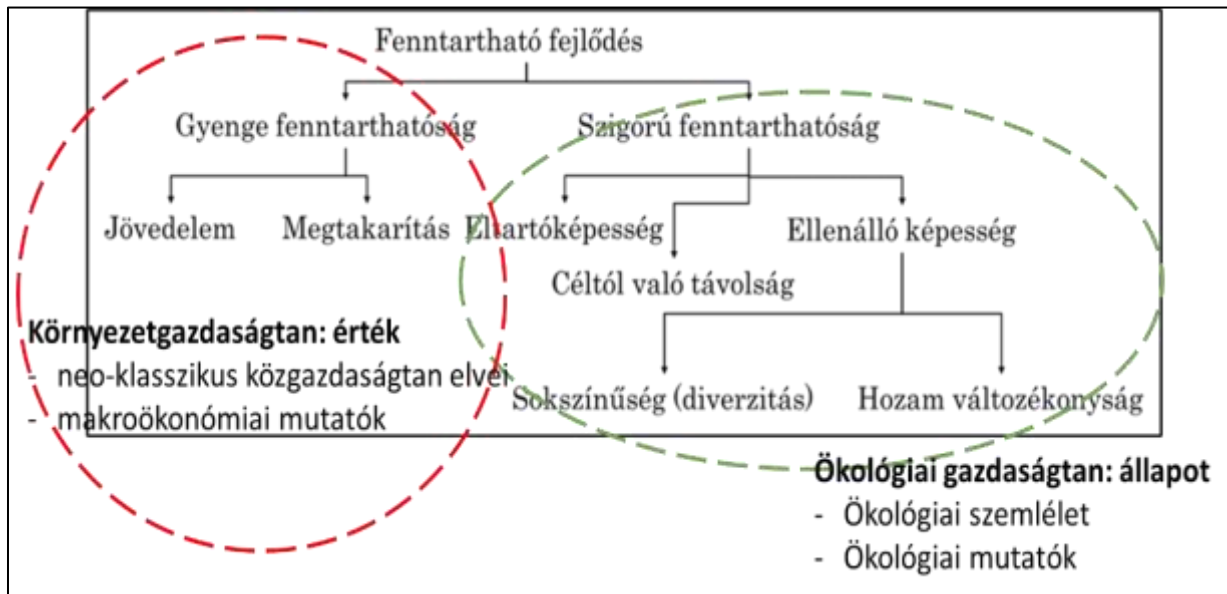 Fenntartható fejlődés
Gyenge fenntarthatóság
Szigorú fenntarthatóság
Jövedelem
Megtakarítás
Eltartóképesség
Ellenálló képesség
Céltól való távolság
Környezetgazdaságtan: érték
- neo-klasszikus közgazdaságtan elvei
- makroökonómiai mutatók
Sokszínűség (diverzitás)
Hozam változékonyság
Ökológiai gazdaságtan: állapot
- Ökológiai szemlélet
- Ökológiai mutatók